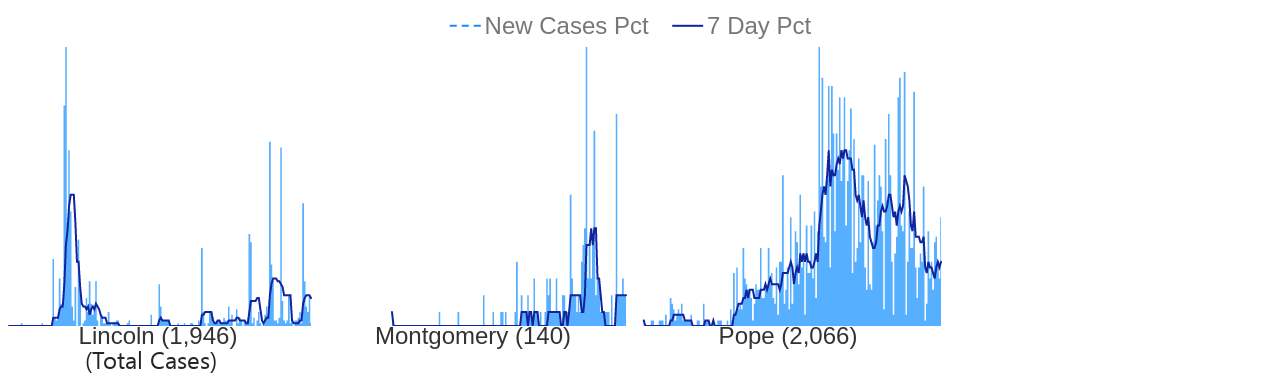 New Cases Pct 7 Day Pct
Lincoln (1,946) Montgomery (140) Pope (2,066)
(Total Cases)